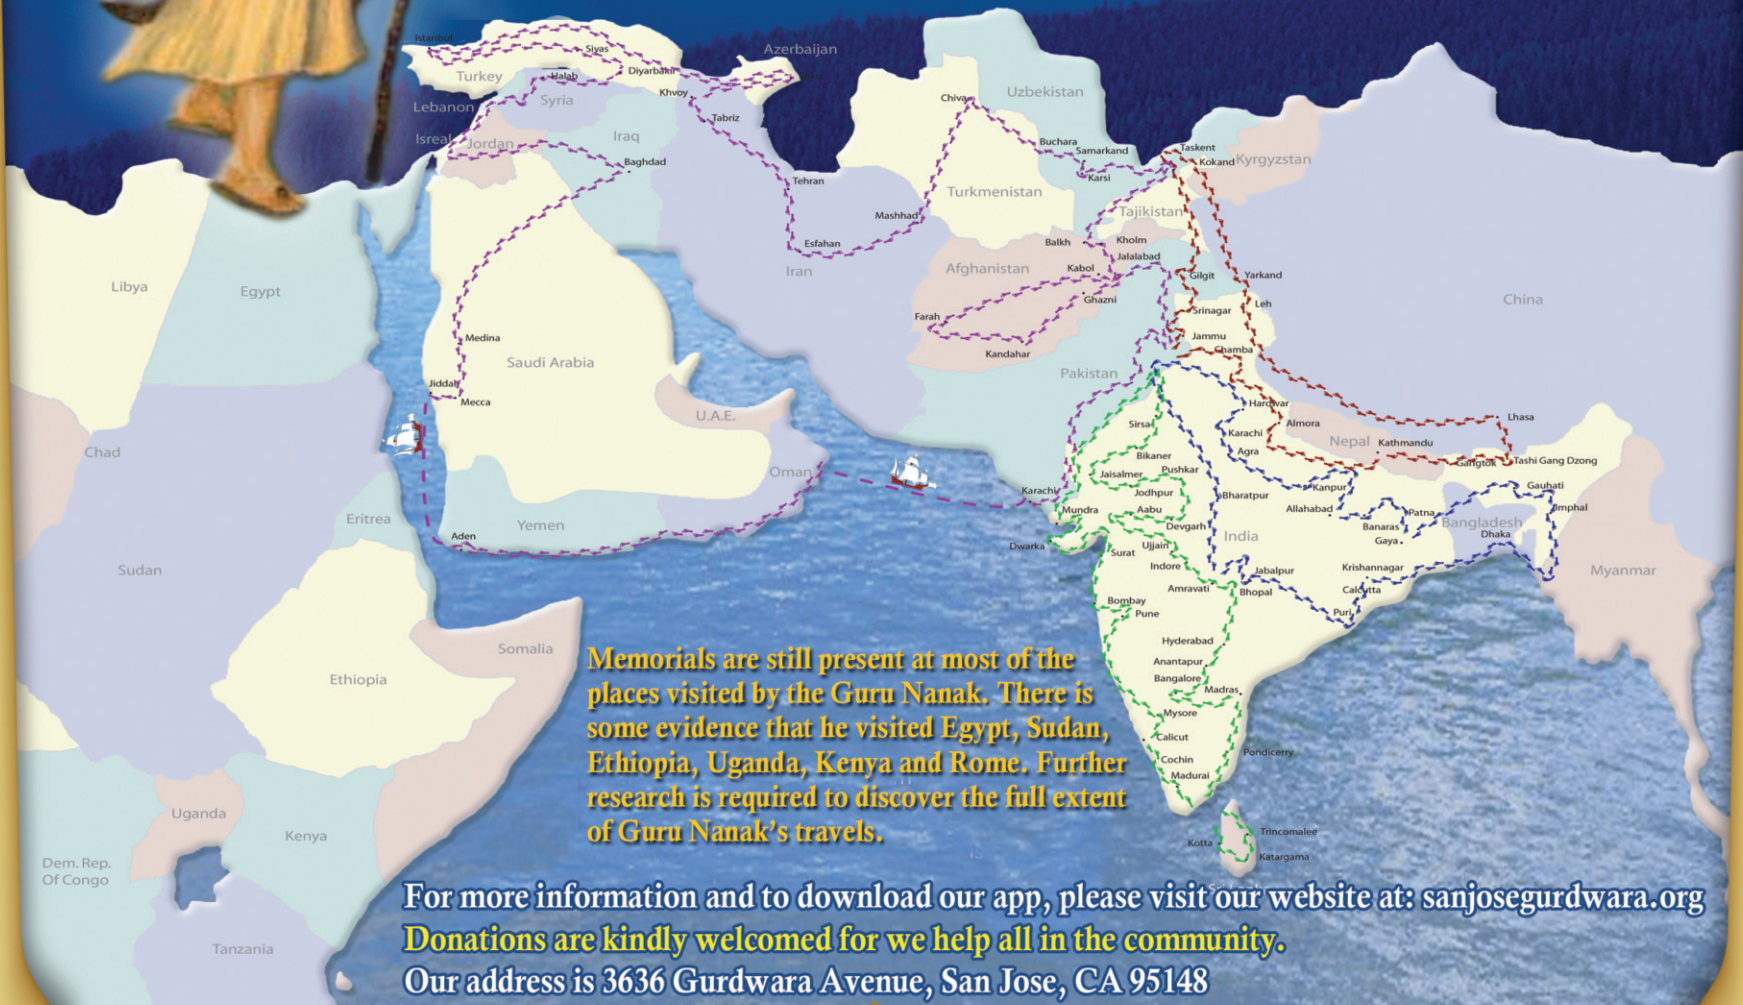 Istanbul
Siyas
Azerbaijan
Turkey
Halab
Diyarbakir
Khvoy
Lebanon
Syria
Tabriz
Isreal
Jordan
Iraq
Baghdad
Tehran
Mashhad
Esfahan
Iran
Chiva
Uzbekistan
Buchara
Samarkand
Karsi
Taskent
Kokand
Kyrgyzstan
Turkmenistan
Tajikistan
Balkh
Kholm
Jalalabad
Afghanistan
Kabol
Ghazni
Farah
Kandahar
Gilgit
Yarkand
Leh
Srinagar
Jammu
Chamba
China
Libya
Egypt
Medina
Saudi Arabia
Jiddah
Mecca
U.A.E.
Oman
Pakistan
Chad
Eritrea
Yemen
Aden
Sudan
Hardwar
Almora
Lhasa
Sirsa
Karachi
Nepal
Kathmandu
Agra
Gangtok
Tashi Gang Dzong
Bikaner
Jaisalmer
Pushkar
Karachi
Jodhpur
Bharatpur
Kanpur
Gauhati
Mundra
Aabu
Allahabad
Patna
Imphal
Devgarh
India
Banaras
Bangladesh
Gaya
Dhaka
Dwarka
Surat
Ujjain
Indore
Jabalpur
Krishannagar
Myanmar
Amravati
Bhopal
Calcutta
Bombay
Pune
Puri
Hyderabad
Anantapur
Bangalore
Madras
Mysore
Calicut
Pondicerry
Cochin
Madurai
Trincomalee
Kotta
Katargama
Somalia
Ethiopia
Uganda
Kenya
Dem. Rep.
Of Congo
Tanzania
Memorials are still present at most of the
places visited by the Guru Nanak. There is
some evidence that he visited Egypt, Sudan,
Ethiopia, Uganda, Kenya and Rome. Further
research is required to discover the full extent
of Guru Nanak's travels.
For more information and to download our app, please visit our website at: sanjosegurdwara.org
Donations are kindly welcomed for we help all in the community.
Our address is 3636 Gurdwara Avenue, San Jose, CA 95148